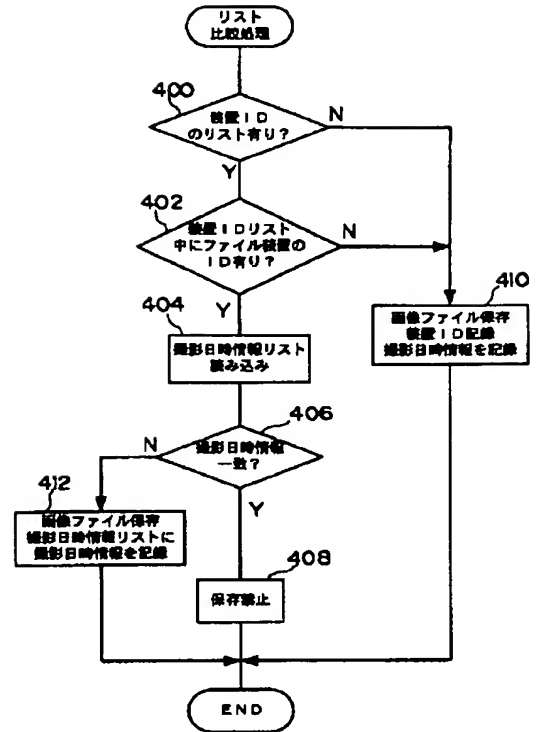 リスト
比較処理
400
装置ID
のリスト有り?
N
Y
402
装置IDリスト
中にファイル装置の
ID有り?
N
Y
410
画像ファイル保存
装置ID記録
撮影日時情報を記録
404
撮影日時情報リスト
読み込み
406
撮影日時情報
一致?
N
Y
412
画像ファイル保存
撮影日時情報リストに
撮影日時情報を記録
408
保存禁止
END